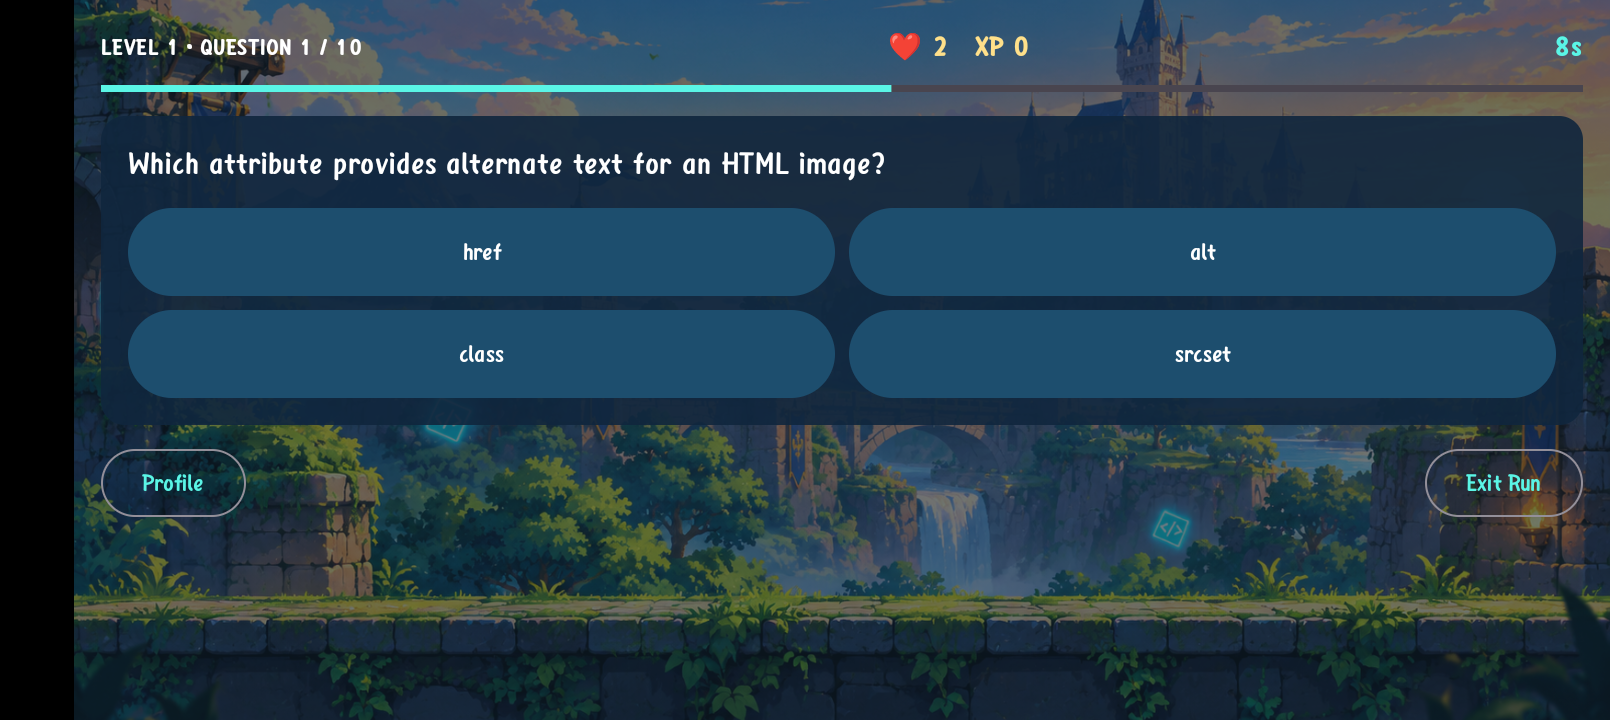 LEVEL 1 • QUESTION 1 / 10
❤️ 2 XP 0
8s
Which attribute provides alternate text for an HTML image?
href
alt
class
srcset
Profile
Exit Run
</>